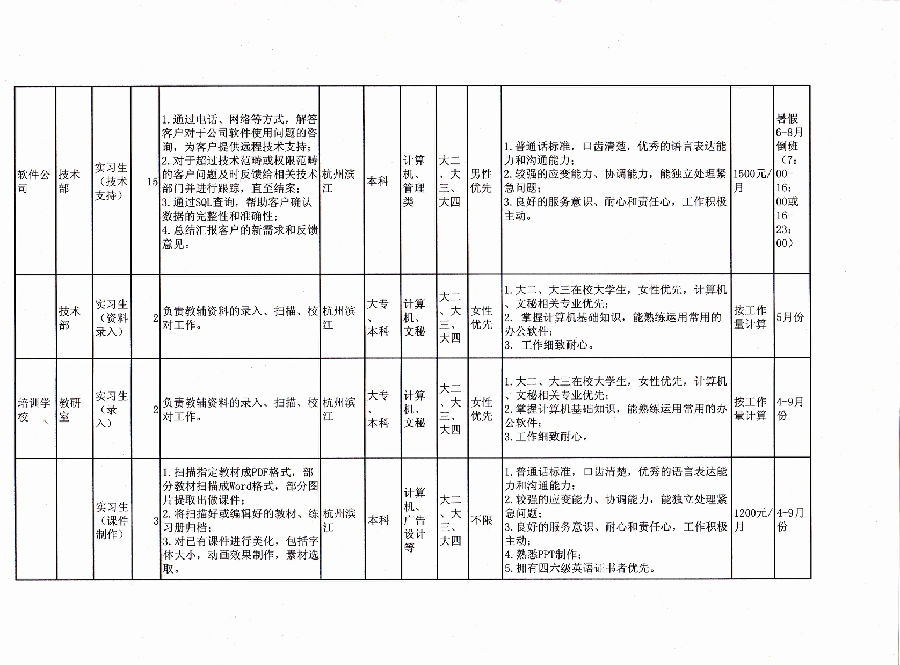 软件公
司
技术
部
实习生
（技术
支持）
15
1.通过电话、网络等方式，解答
客户对于公司软件使用问题的咨
询，为客户提供远程技术支持；
2.对于超过技术范畴或权限范畴
的客户问题及时反馈给相关技术
部门并进行跟踪，直至结案；
3.通过SQL查询，帮助客户确认
数据的完整性和准确性；
4.总结汇报客户的新需求和反馈
意见。
杭州滨
江
本科
计算
机、
管理
类
大二
、大
三、
大四
男性
优先
1.普通话标准，口齿清楚，优秀的语言表达能
力和沟通能力；
2.较强的应变能力、协调能力，能独立处理紧
急问题；
3.良好的服务意识、耐心和责任心，工作积极
主动。
1500元/
月
暑假
6-8月
倒班
（7：
00-
16：
00或
16
23：
00）
技术
部
实习生
（资料
录入）
2
负责教辅资料的录入、扫描、校
对工作。
杭州滨
江
大专
、
本科
计算
机、
文秘
大二
、大
三、
大四
女性
优先
1.大二、大三在校大学生，女性优先，计算机
、文秘相关专业优先；
2. 掌握计算机基础知识，能熟练运用常用的
办公软件；
3. 工作细致耐心。
按工作
量计算
5月份
培训学
校
教研
室
实习生
（录
入）
2
负责教辅资料的录入、扫描、校
对工作。
杭州滨
江
大专
、
本科
计算
机、
文秘
大二
、大
三、
大四
女性
优先
1.大二、大三在校大学生，女性优先，计算机
、文秘相关专业优先；
2.掌握计算机基础知识，能熟练运用常用的办
公软件；
3.工作细致耐心。
按工作
量计算
4-9月
份
实习生
（课件
制作）
3
1.扫描指定教材成PDF格式，部
分教材扫描成Word格式，部分图
片提取出做课件；
2.将扫描好或编辑好的教材、练
习册归档；
3.对已有课件进行美化，包括字
体大小，动画效果制作，素材选
取。
杭州滨
江
本科
计算
机、
广告
设计
等
大二
、大
三、
大四
不限
1.普通话标准，口齿清楚，优秀的语言表达能
力和沟通能力；
2.较强的应变能力、协调能力，能独立处理紧
急问题；
3.良好的服务意识、耐心和责任心，工作积极
主动；
4.熟悉PPT制作；
5.拥有四六级英语证书者优先。
1200元/
月
4-9月
份